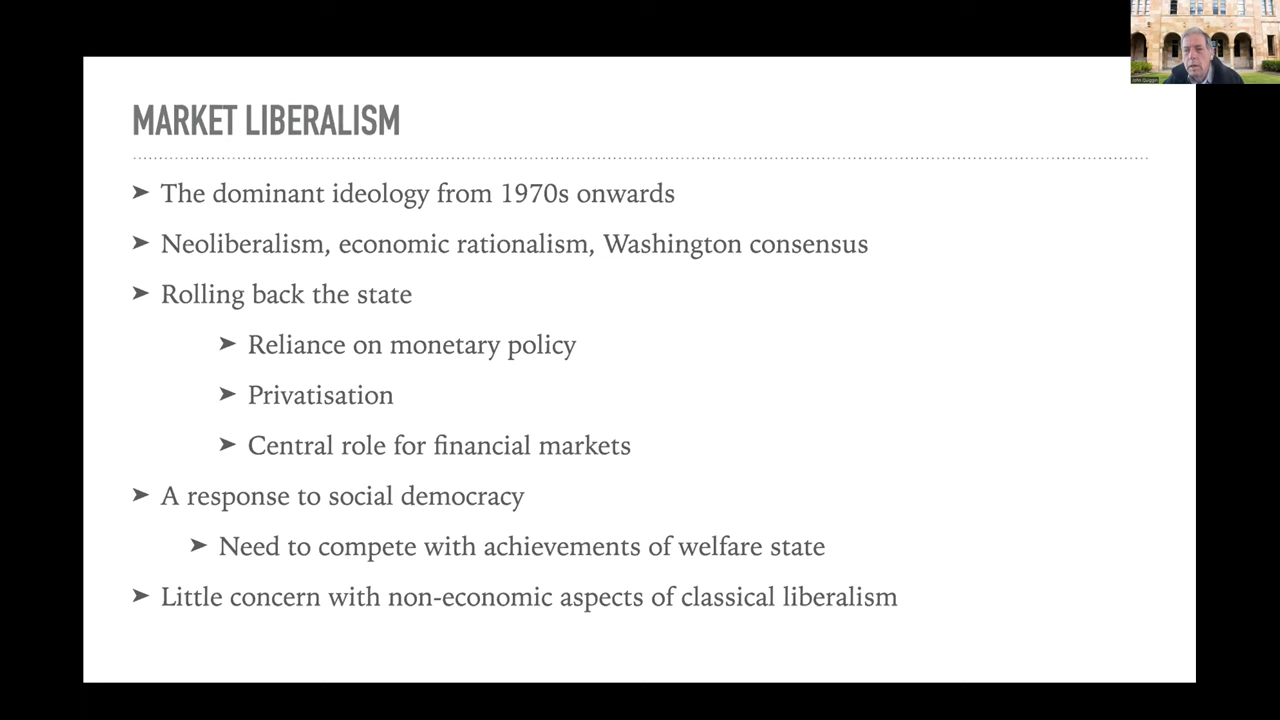 John Quiggin
MARKET LIBERALISM
➤ The dominant ideology from 1970s onwards
➤ Neoliberalism, economic rationalism, Washington consensus
➤ Rolling back the state
➤ Reliance on monetary policy
➤ Privatisation
➤ Central role for financial markets
➤ A response to social democracy
➤ Need to compete with achievements of welfare state
➤ Little concern with non-economic aspects of classical liberalism